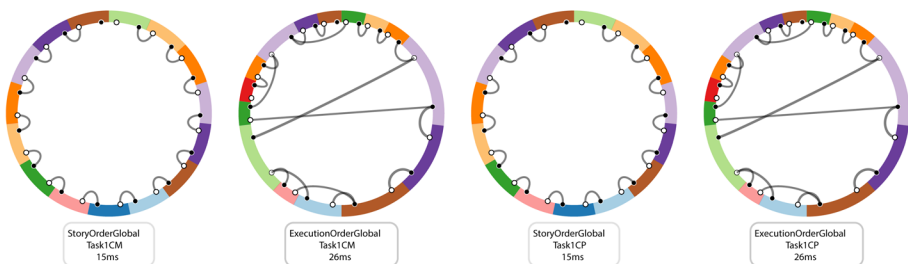 StoryOrderGlobal
Task1CM
15ms
ExecutionOrderGlobal
Task1CM
26ms
StoryOrderGlobal
Task1CP
15ms
ExecutionOrderGlobal
Task1CP
26ms